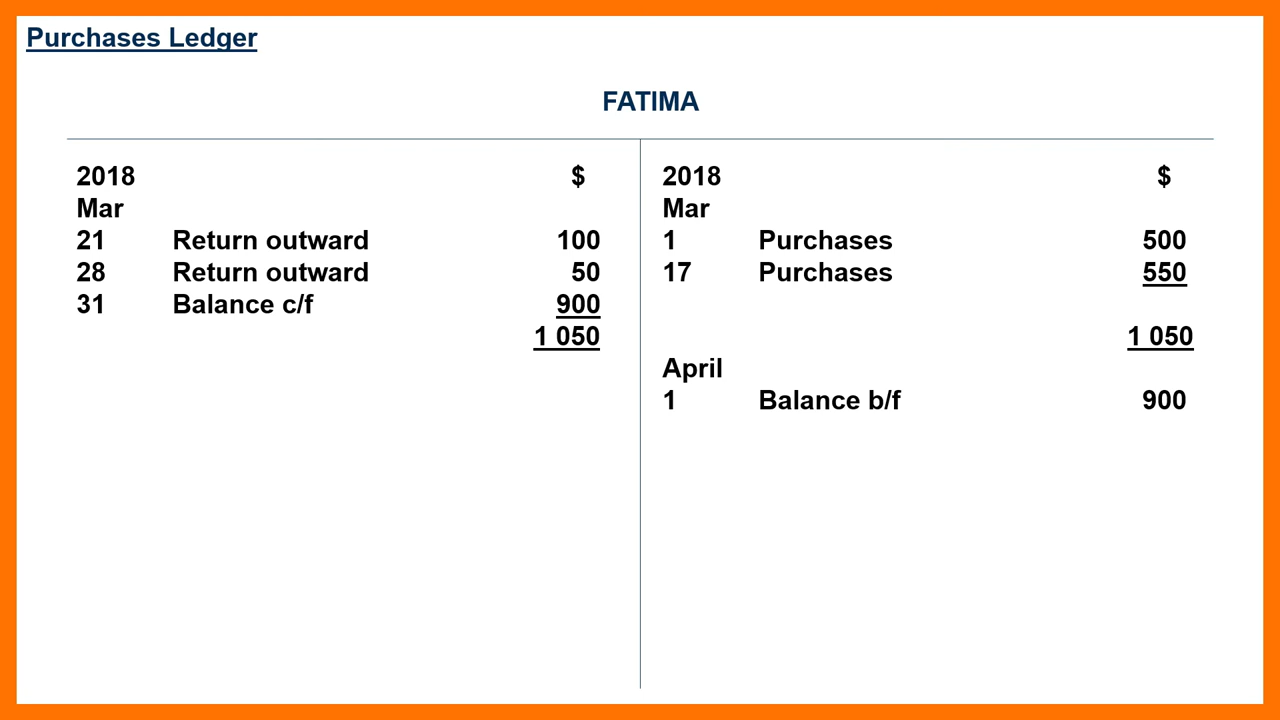 Purchases Ledger
FATIMA
2018 $
Mar
21 Return outward 100
28 Return outward 50
31 Balance c/f 900
1 050
2018 $
Mar
1 Purchases 500
17 Purchases 550
1 050
April
1 Balance b/f 900